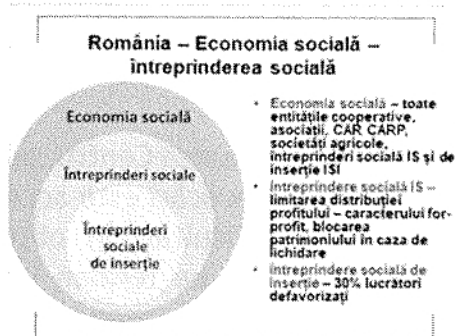 România – Economia socială –
întreprinderea socială
Economia socială
Întreprinderi sociale
Întreprinderi
sociale
de inserție
• Economia socială – toate
entitățile cooperative,
asociații, CAR CARP,
societăți agricole,
întreprinderi socială IS și de
inserție ISI
• Întreprindere socială IS –
limitarea distribuției
profitului – caracterului for-
profit, blocarea
patrimoniului în caza de
lichidare
• Întreprindere socială de
inserție – 30% lucrători
defavorizați